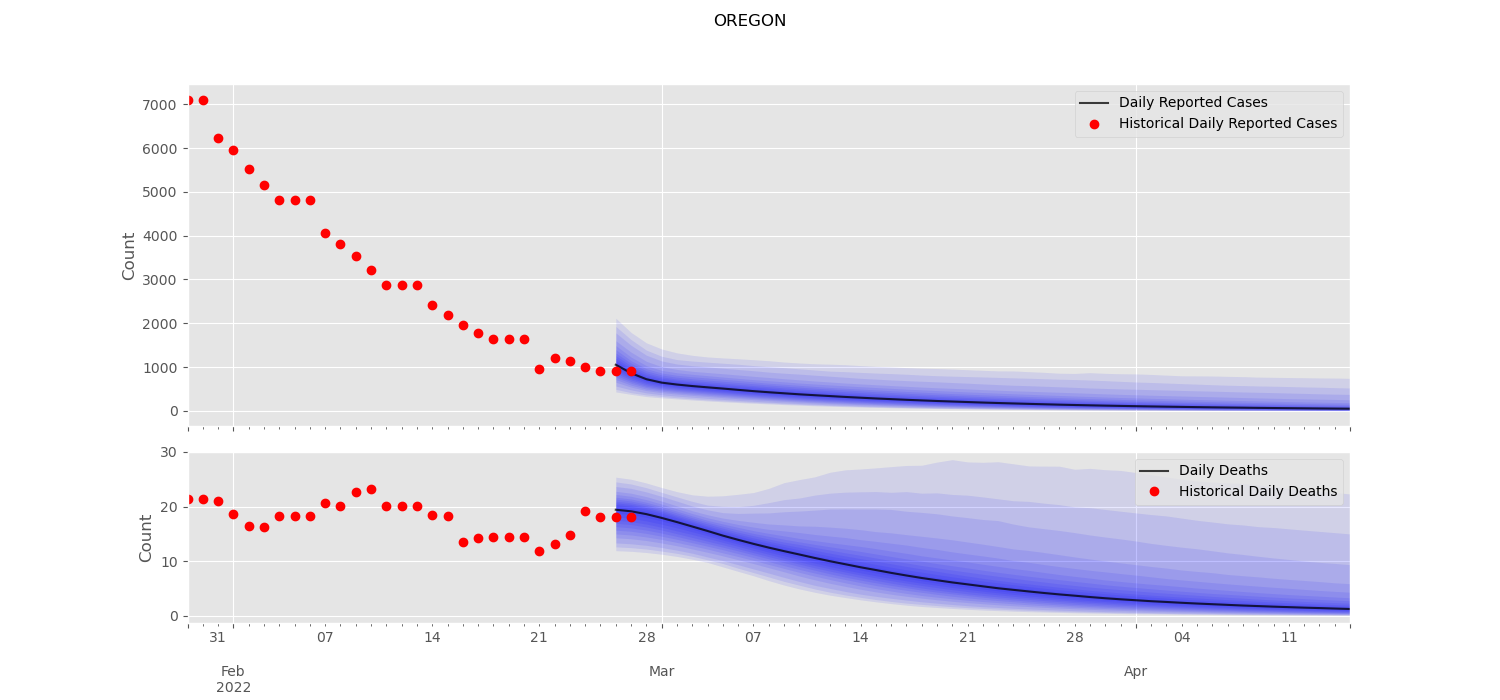 OREGON
7000
6000
5000
4000
3000
2000
1000
0
Count
Daily Reported Cases
Historical Daily Reported Cases
30
20
10
0
Count
Daily Deaths
Historical Daily Deaths
31 07 14 21 28 07 14 21 28 04 11
Feb Mar Apr
2022